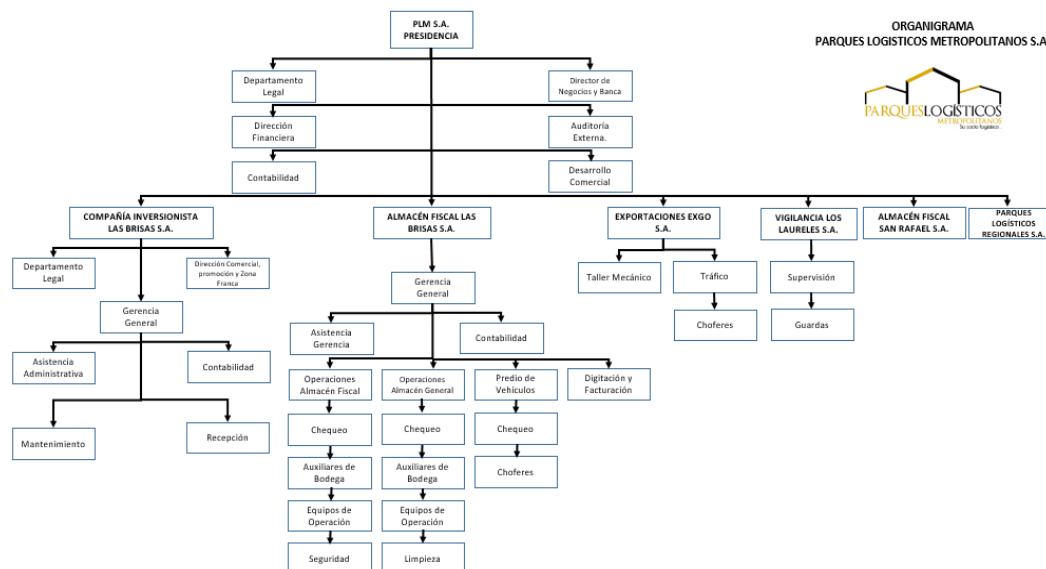 PLM S.A.
PRESIDENCIA
ORGANIGRAMA
PARQUES LOGISTICOS METROPOLITANOS S.A
PARQUESLOGÍSTICOS
METROPOLITANOS
Su socio logístico.
Departamento
Legal
Director de
Negocios y Banca
Dirección
Financiera
Auditoría
Externa.
Contabilidad
Desarrollo
Comercial
COMPAÑÍA INVERSIONISTA
LAS BRISAS S.A.
ALMACÉN FISCAL LAS
BRISAS S.A.
EXPORTACIONES EXGO
S.A.
VIGILANCIA LOS
LAURELES S.A.
ALMACÉN FISCAL
SAN RAFAEL S.A.
PARQUES
LOGÍSTICOS
REGIONALES S.A.
Departamento
Legal
Dirección Comercial,
promoción y Zona
Franca
Gerencia
General
Taller Mecánico
Tráfico
Supervisión
Gerencia
General
Choferes
Guardas
Asistencia
Administrativa
Contabilidad
Asistencia
Gerencia
Contabilidad
Mantenimiento
Recepción
Operaciones
Almacén Fiscal
Operaciones
Almacén General
Predio de
Vehículos
Digitación y
Facturación
Chequeo
Chequeo
Chequeo
Auxiliares de
Bodega
Auxiliares de
Bodega
Choferes
Equipos de
Operación
Equipos de
Operación
Seguridad
Limpieza